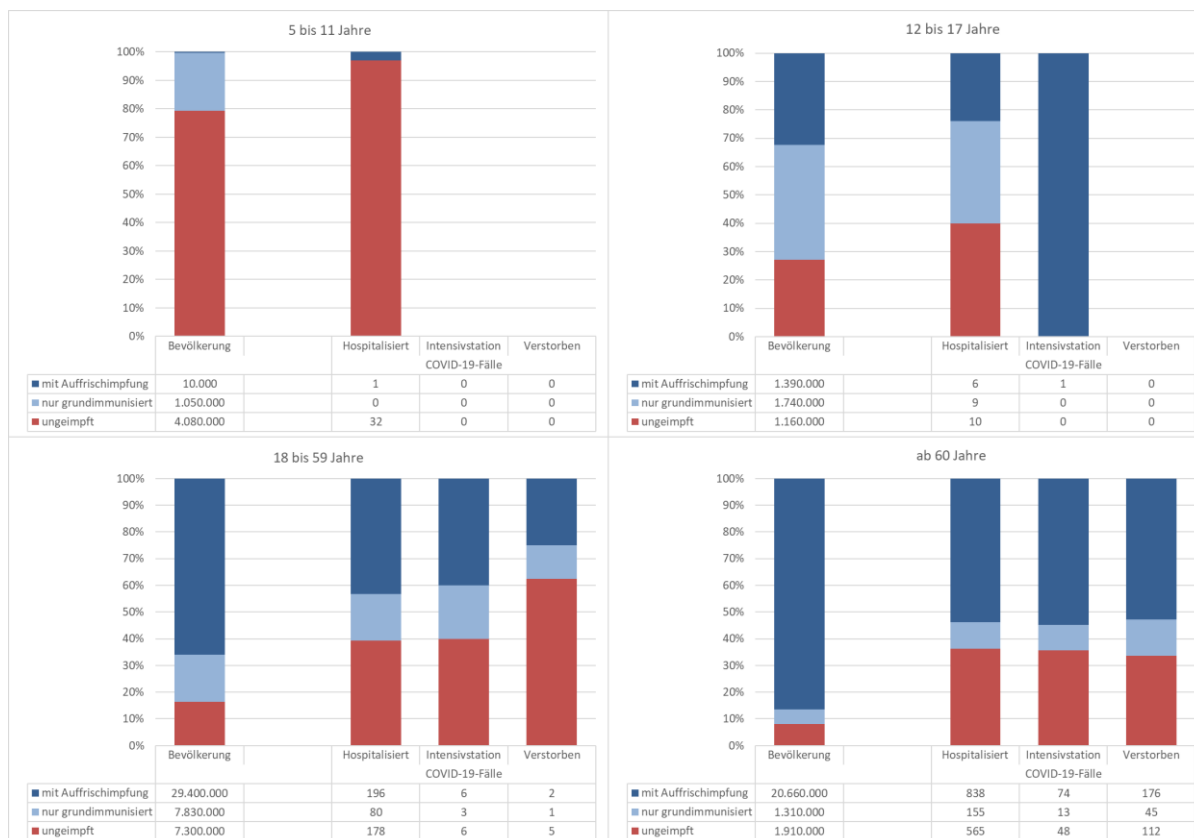 5 bis 11 Jahre
100%
90%
80%
70%
60%
50%
40%
30%
20%
10%
0%
Bevölkerung Hospitalisiert Intensivstation Verstorben
COVID-19-Fälle
mit Auffrischimpfung 10.000 1 0 0
nur grundimmunisiert 1.050.000 0 0 0
ungeimpft 4.080.000 32 0 0
12 bis 17 Jahre
100%
90%
80%
70%
60%
50%
40%
30%
20%
10%
0%
Bevölkerung Hospitalisiert Intensivstation Verstorben
COVID-19-Fälle
mit Auffrischimpfung 1.390.000 6 1 0
nur grundimmunisiert 1.740.000 9 0 0
ungeimpft 1.160.000 10 0 0
18 bis 59 Jahre
100%
90%
80%
70%
60%
50%
40%
30%
20%
10%
0%
Bevölkerung Hospitalisiert Intensivstation Verstorben
COVID-19-Fälle
mit Auffrischimpfung 29.400.000 196 6 2
nur grundimmunisiert 7.830.000 80 3 1
ungeimpft 7.300.000 178 6 5
ab 60 Jahre
100%
90%
80%
70%
60%
50%
40%
30%
20%
10%
0%
Bevölkerung Hospitalisiert Intensivstation Verstorben
COVID-19-Fälle
mit Auffrischimpfung 20.660.000 838 74 176
nur grundimmunisiert 1.310.000 155 13 45
ungeimpft 1.910.000 565 48 112